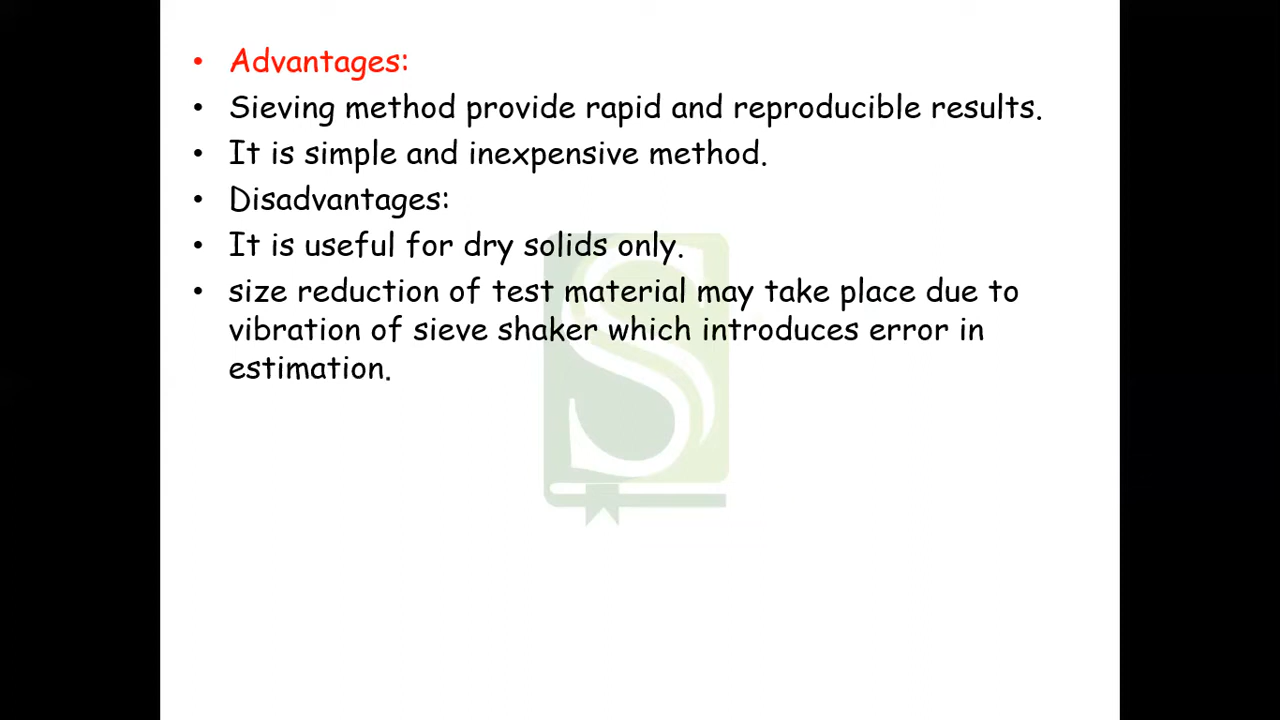 • Advantages:
• Sieving method provide rapid and reproducible results.
• It is simple and inexpensive method.
• Disadvantages:
• It is useful for dry solids only.
• size reduction of test material may take place due to
vibration of sieve shaker which introduces error in
estimation.